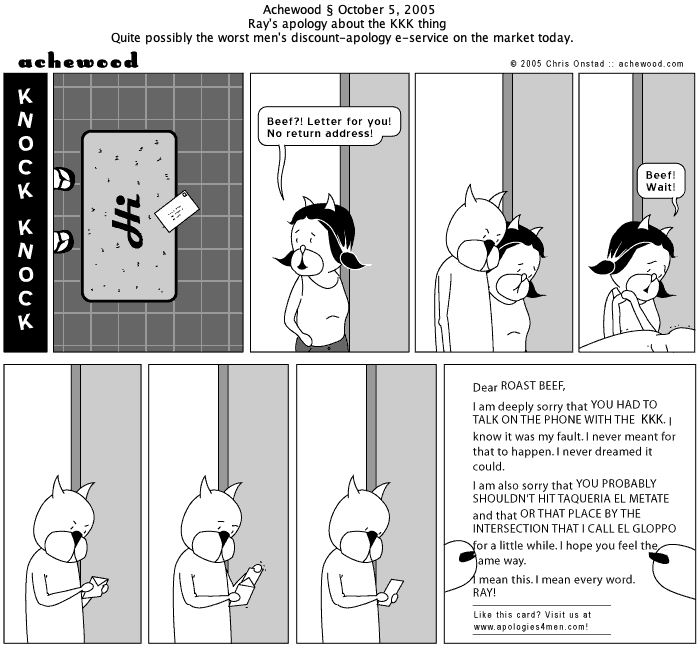 Achewood § October 5, 2005
Ray's apology about the KKK thing
Quite possibly the worst men's discount-apology e-service on the market today.
achewood
© 2005 Chris Onstad :: achewood.com
KNOCK KNOCK
Hi
Beef?! Letter for you!
No return address!
Beef!
Wait!
Dear ROAST BEEF,
I am deeply sorry that YOU HAD TO
TALK ON THE PHONE WITH THE KKK. I
know it was my fault. I never meant for
that to happen. I never dreamed it
could.
I am also sorry that YOU PROBABLY
SHOULDN'T HIT TAQUERIA EL METATE
and that OR THAT PLACE BY THE
INTERSECTION THAT I CALL EL GLOPPO
for a little while. I hope you feel the
ame way.
I mean this. I mean every word.
RAY!
Like this card? Visit us at
www.apologies4men.com!